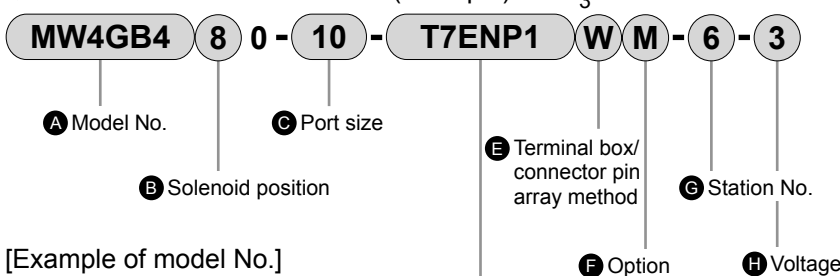 3
MW4GB4 8 0 - 10 - T7ENP1 W M - 6 - 3
A Model No.
C Port size
E Terminal box/
connector pin
array method
B Solenoid position
G Station No.
[Example of model No.]
F Option
H Voltage